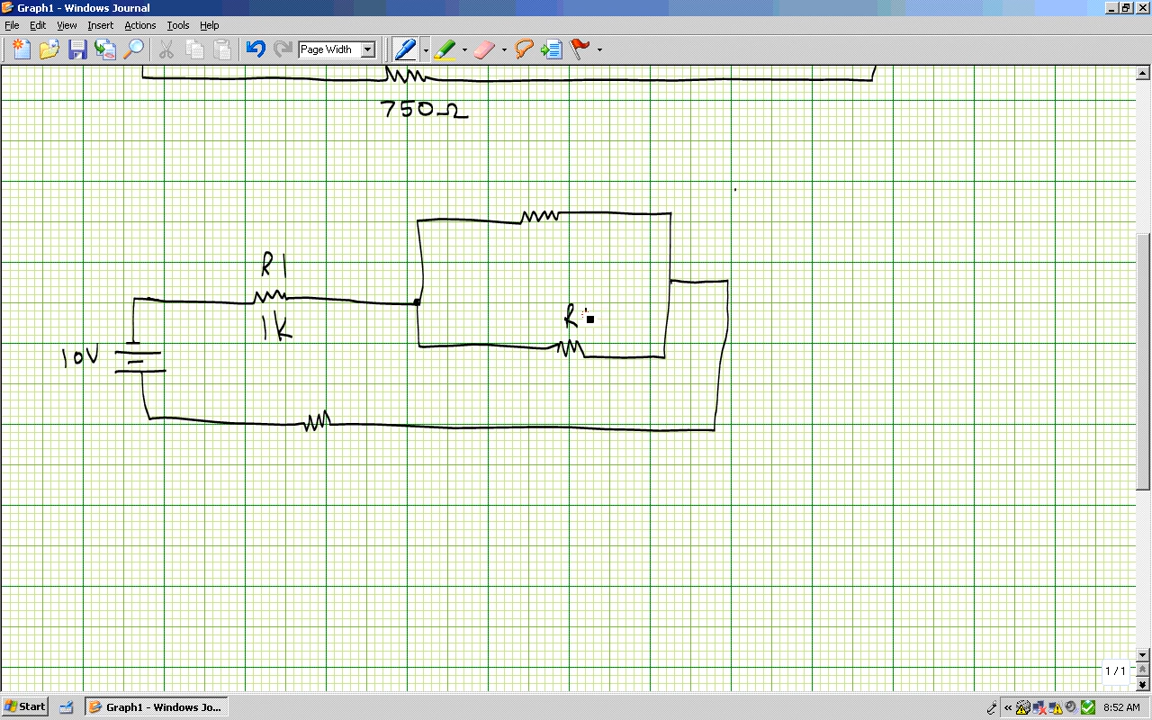 Graph1 - Windows Journal
File Edit View Insert Actions Tools Help
Page Width
750Ω
R1
1K
R
10V
1/1
Start
Graph1 - Windows Jo...
«
8:52 AM